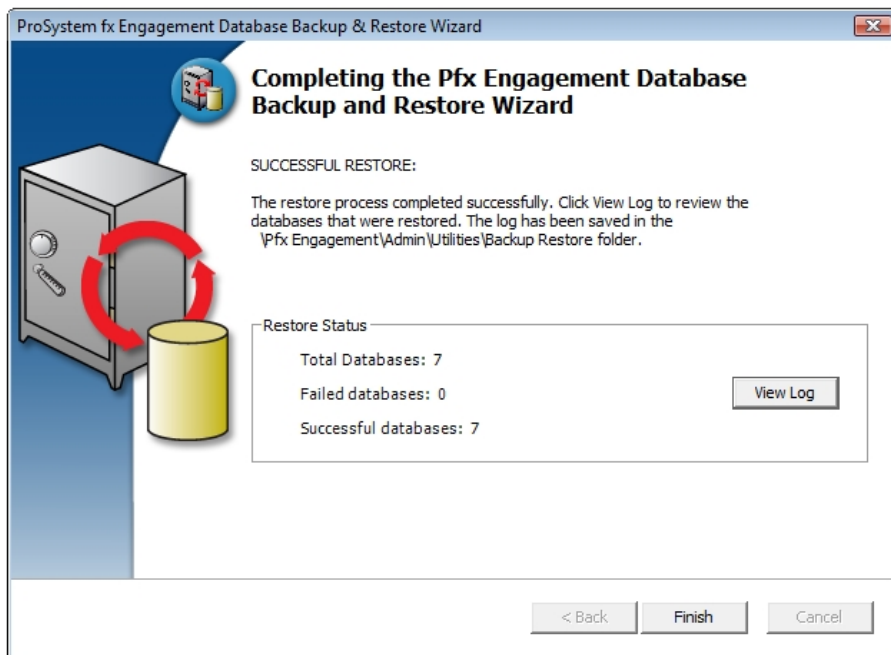 ProSystem fx Engagement Database Backup & Restore Wizard
Completing the Pfx Engagement Database
Backup and Restore Wizard
SUCCESSFUL RESTORE:
The restore process completed successfully. Click View Log to review the
databases that were restored. The log has been saved in the
\Pfx Engagement\Admin\Utilities\Backup Restore folder.
Restore Status
Total Databases: 7
Failed databases: 0
View Log
Successful databases: 7
< Back
Finish
Cancel